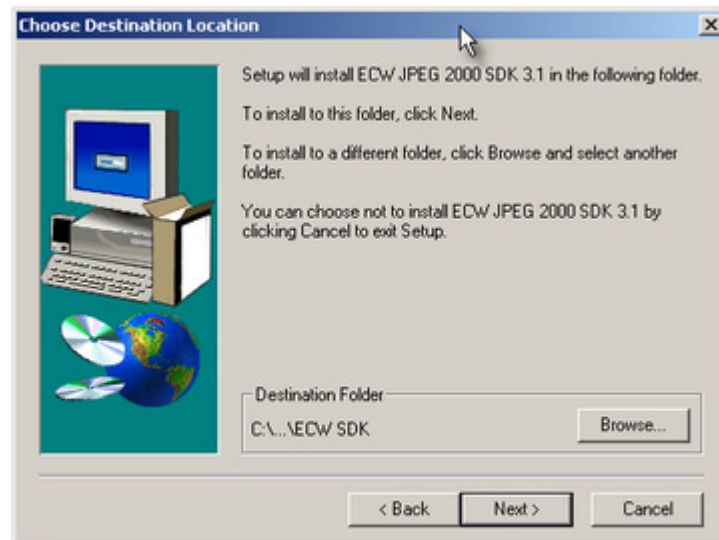 Choose Destination Location
Setup will install ECW JPEG 2000 SDK 3.1 in the following folder.
To install to this folder, click Next.
To install to a different folder, click Browse and select another
folder.
You can choose not to install ECW JPEG 2000 SDK 3.1 by
clicking Cancel to exit Setup.
Destination Folder
C:\...\ECW SDK
Browse...
< Back
Next >
Cancel